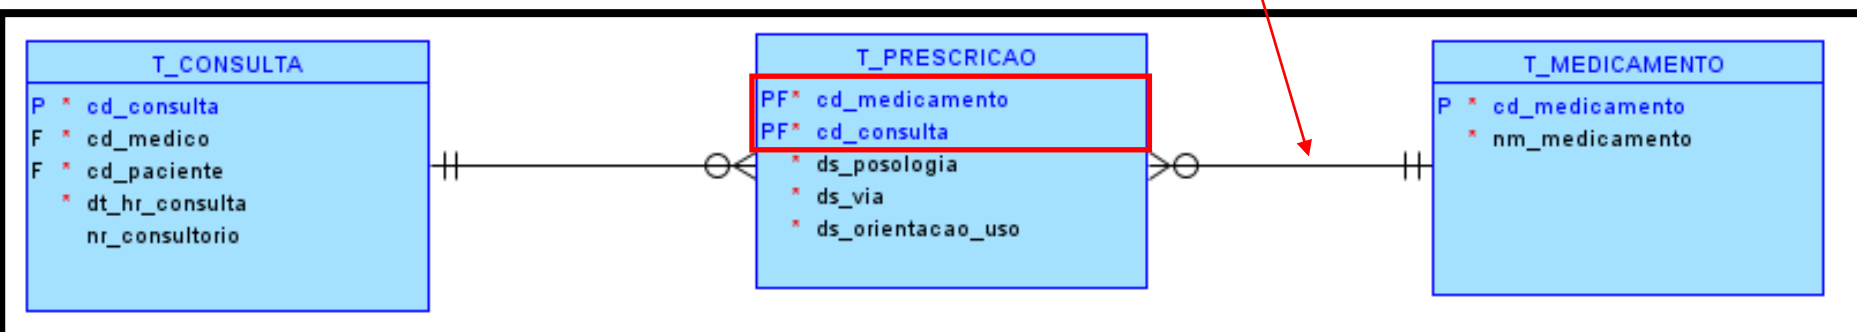 T_CONSULTA
P * cd_consulta
F * cd_medico
F * cd_paciente
* dt_hr_consulta
nr_consultorio
T_PRESCRICAO
PF* cd_medicamento
PF* cd_consulta
* ds_posologia
* ds_via
* ds_orientacao_uso
T_MEDICAMENTO
P * cd_medicamento
* nm_medicamento